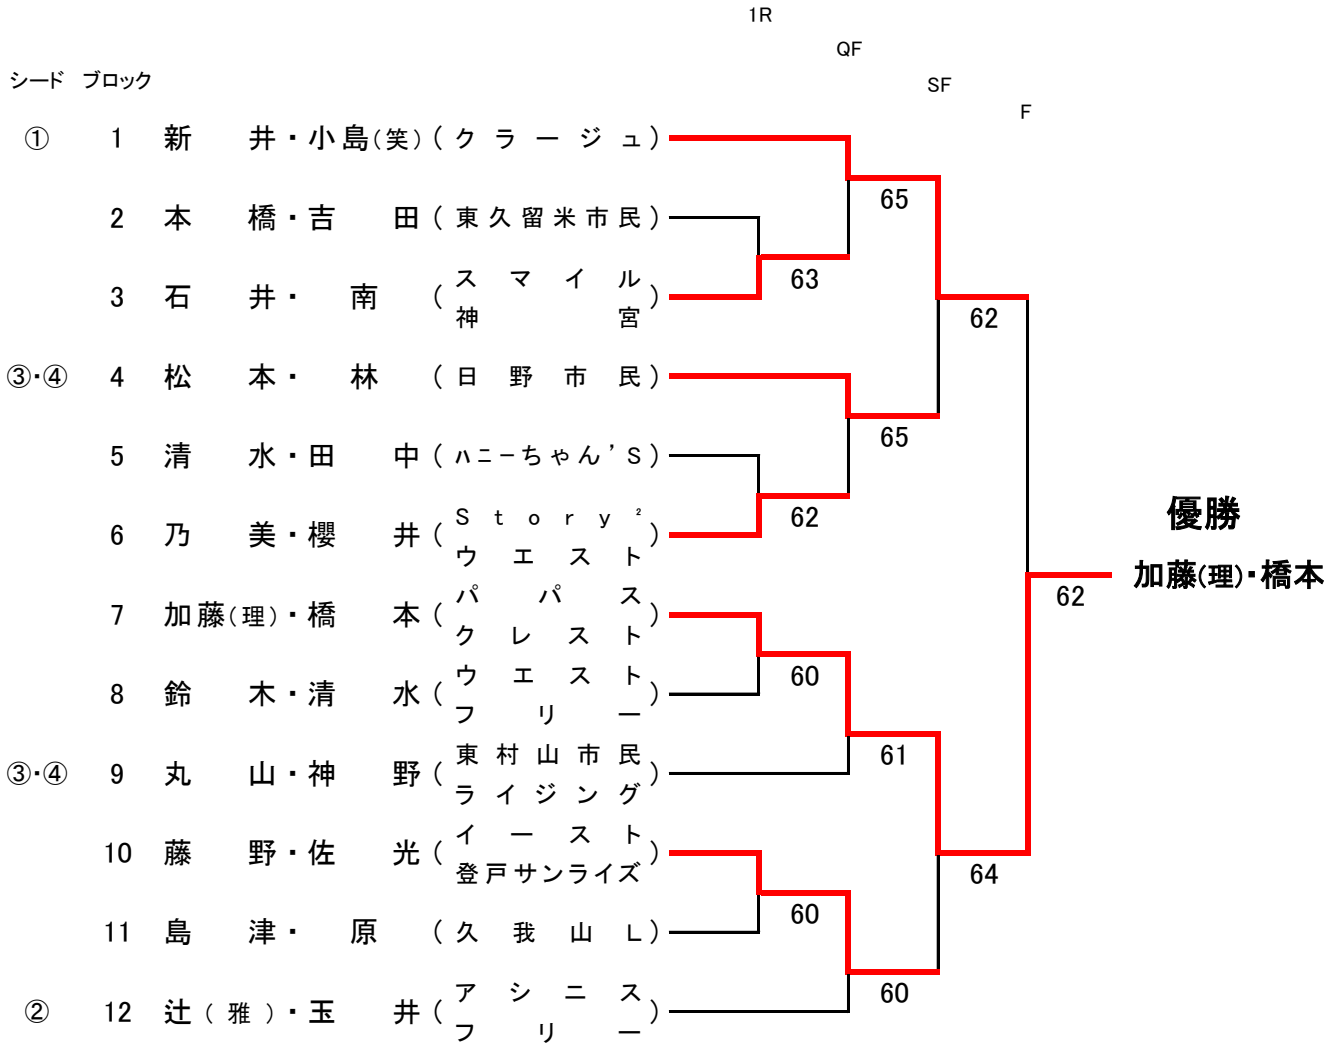 1R
QF
SF
F
シード ブロック
① 1 新井・小島(笑) (クラージュ)
65
2 本橋・吉田 (東久留米市民)
63
3 石井・南 (スマイル
神宮)
62
③・④ 4 松本・林 (日野市民)
65
5 清水・田中 (ハニーちゃん'S)
62
6 乃美・櫻井 (Story²
ウエスト)
優勝
加藤(理)・橋本
62
7 加藤(理)・橋本 (パパス
クレスト)
60
8 鈴木・清水 (ウエスト
フリー)
61
③・④ 9 丸山・神野 (東村山市民
ライジング)
10 藤野・佐光 (イースト
登戸サンライズ)
64
60
11 島津・原 (久我山L)
60
② 12 辻(雅)・玉井 (アシニス
フリー)